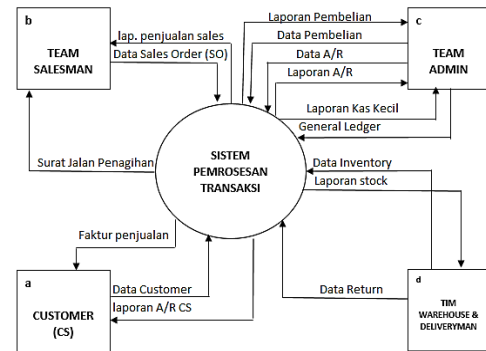 b
TEAM
SALESMAN
lap. penjualan sales
Data Sales Order (SO)
Laporan Pembelian
Data Pembelian
Data A/R
Laporan A/R
c
TEAM
ADMIN
Laporan Kas Kecil
General Ledger
Surat Jalan Penagihan
SISTEM
PEMROSESAN
TRANSAKSI
Data Inventory
Laporan stock
Faktur penjualan
a
CUSTOMER
(CS)
Data Customer
laporan A/R CS
Data Return
d
TIM
WAREHOUSE &
DELIVERYMAN